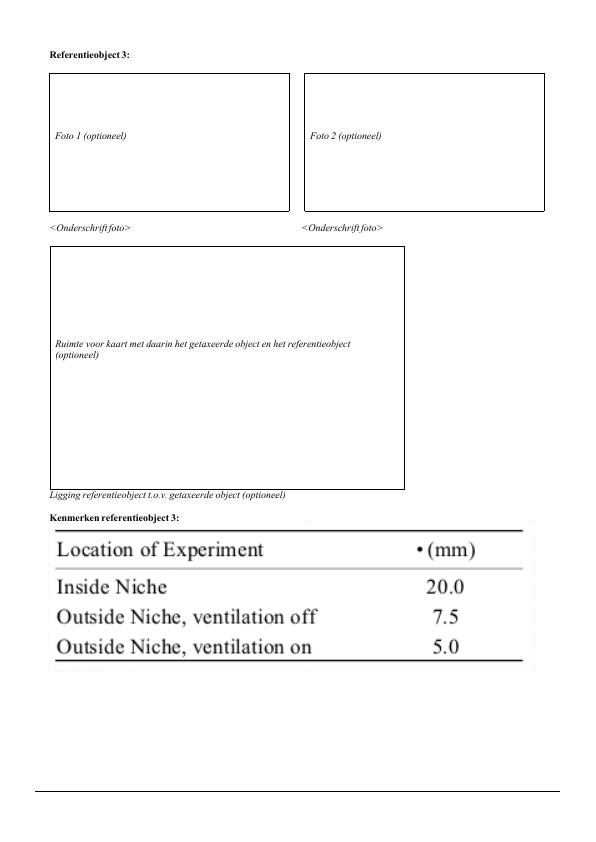 Referentieobject 3:
Foto 1 (optioneel)
Foto 2 (optioneel)
<Onderschrift foto>
<Onderschrift foto>
Ruimte voor kaart met daarin het getaxeerde object en het referentieobject
(optioneel)
Ligging referentieobject t.o.v. getaxeerde object (optioneel)
Kenmerken referentieobject 3:
Location of Experiment • (mm)
Inside Niche 20.0
Outside Niche, ventilation off 7.5
Outside Niche, ventilation on 5.0